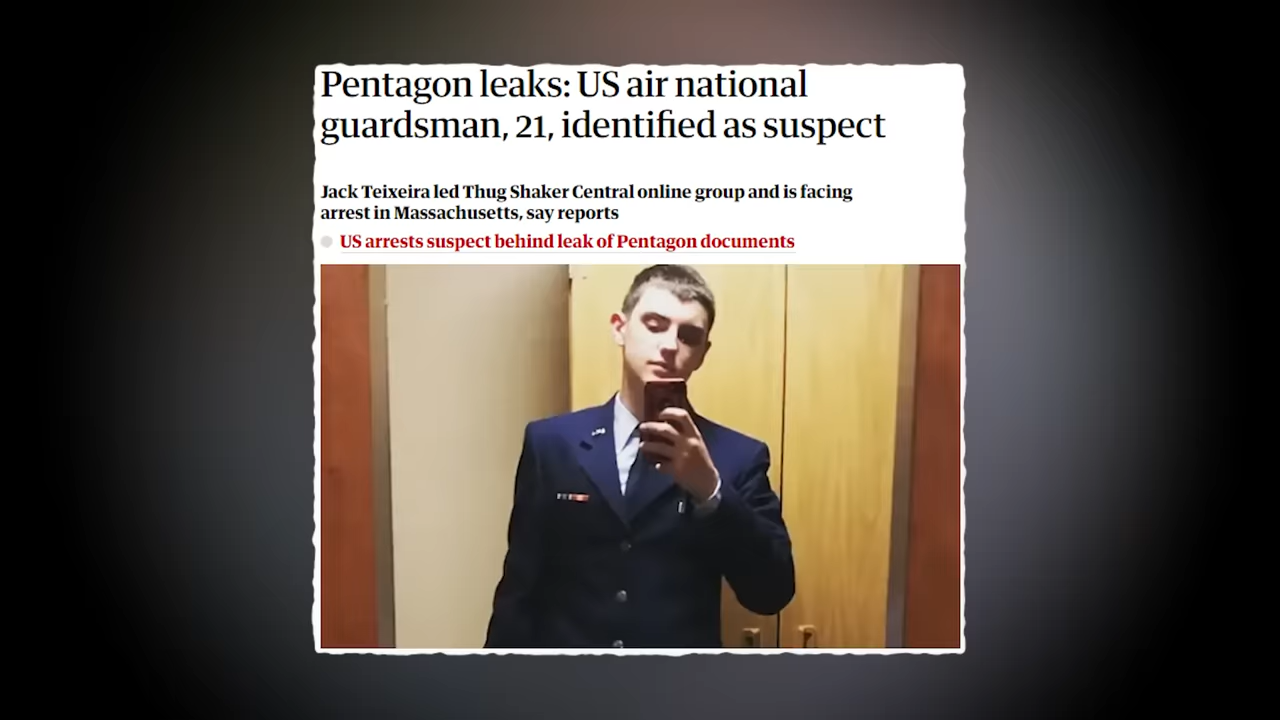 Pentagon leaks: US air national
guardsman, 21, identified as suspect
Jack Teixeira led Thug Shaker Central online group and is facing
arrest in Massachusetts, say reports
US arrests suspect behind leak of Pentagon documents